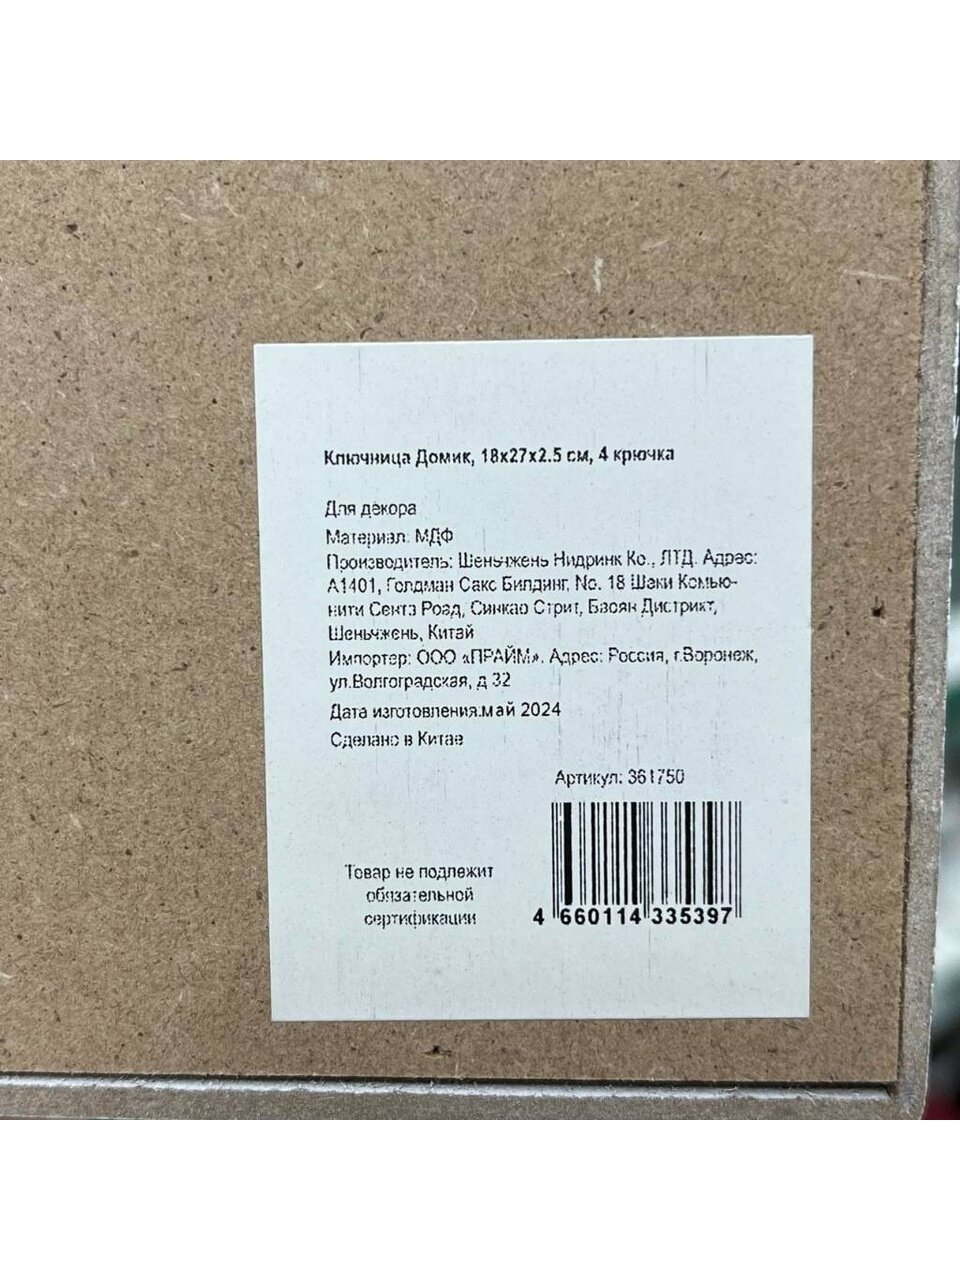 Ключница Домик, 18х27х2.5 см, 4 крючка
Для декора
Материал: МДФ
Производитель: Шеньчжень Нидринк Ко., ЛТД. Адрес:
А1401, Голдман Сакс Билдинг, No. 18 Шаки Комью-
нити Сента Роад, Синкао Стрит, Баоян Дистрикт,
Шеньчжень, Китай
Импортер: ООО «ПРАЙМ». Адрес: Россия, г.Воронеж,
ул.Волгоградская, д 32
Дата изготовления:май 2024
Сделано в Китае
Артикул: 361750
Товар не подлежит
обязательной
сертификации
4 660114 335397